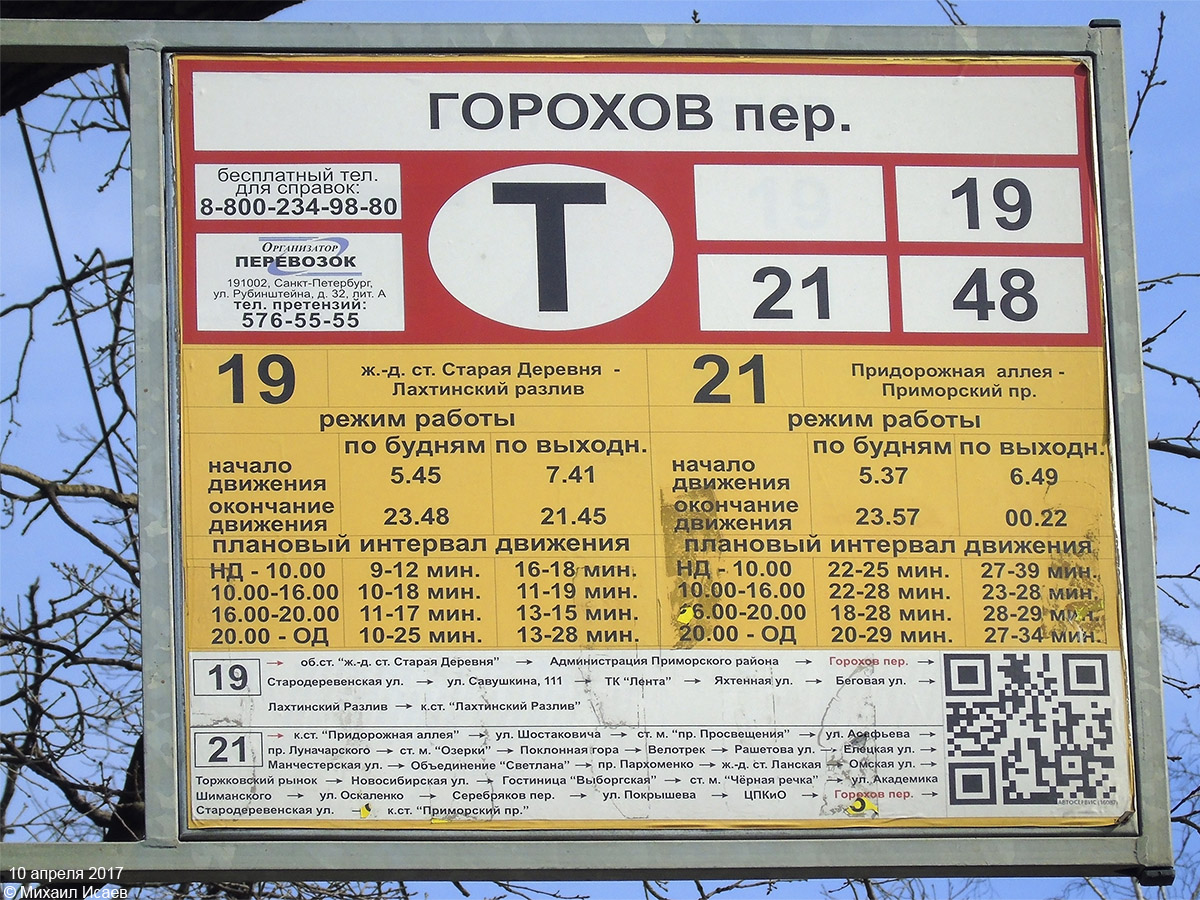 ГОРОХОВ пер.
бесплатный тел.
для справок:
8-800-234-98-80
Организатор
ПЕРЕВОЗОК
191002, Санкт-Петербург,
ул. Рубинштейна, д. 32, лит. А
тел. претензий:
576-55-55
Т
19
21
48
19
ж.-д. ст. Старая Деревня -
Лахтинский разлив
режим работы
по будням по выходн.
начало
движения 5.45 7.41
окончание
движения 23.48 21.45
плановый интервал движения
НД - 10.00 9-12 мин. 16-18 мин.
10.00-16.00 10-18 мин. 11-19 мин.
16.00-20.00 11-17 мин. 13-15 мин.
20.00 - ОД 10-25 мин. 13-28 мин.
21
Придорожная аллея -
Приморский пр.
режим работы
по будням по выходн.
начало
движения 5.37 6.49
окончание
движения 23.57 00.22
плановый интервал движения
НД - 10.00 22-25 мин. 27-39 мин.
10.00-16.00 22-28 мин. 23-28 мин.
16.00-20.00 18-28 мин. 28-29 мин.
20.00 - ОД 20-29 мин. 27-34 мин.
19 → об.ст. “ж.-д. ст. Старая Деревня” → Администрация Приморского района → Горохов пер. →
Стародеревенская ул. → ул. Савушкина, 111 → ТК “Лента” → Яхтенная ул. → Беговая ул. →
Лахтинский Разлив → к.ст. “Лахтинский Разлив”
21 → к.ст. “Придорожная аллея” → ул. Шостаковича → ст. м. “пр. Просвещения” → ул. Асафьева →
пр. Луначарского → ст. м. “Озерки” → Поклонная гора → Велотрек → Рашетова ул. → Елецкая ул. →
Манчестерская ул. → Объединение “Светлана” → пр. Пархоменко → ж.-д. ст. Ланская → Омская ул. →
Торжковский рынок → Новосибирская ул. → Гостиница “Выборгская” → ст. м. “Чёрная речка” → ул. Академика
Шиманского → ул. Оскаленко → Серебряков пер. → ул. Покрышева → ЦПКиО → Горохов пер. →
Стародеревенская ул. → к.ст. “Приморский пр.”
АВТОСЕРВИС
10 апреля 2017
© Михаил Исаев